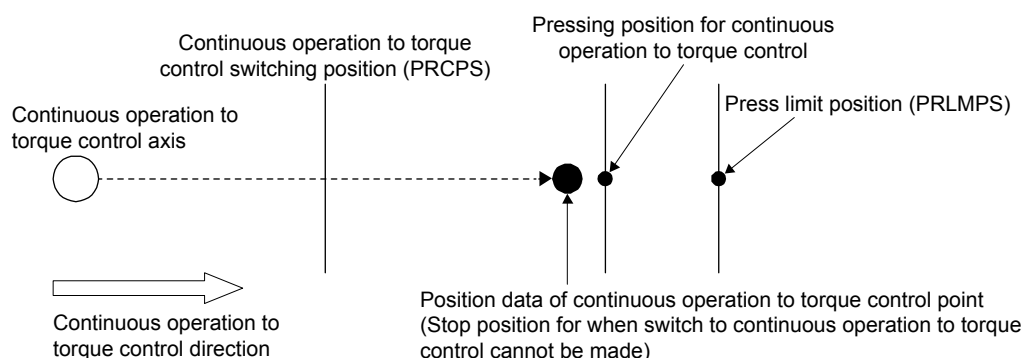 Pressing position for continuous
operation to torque control
Continuous operation to torque
control switching position (PRCPS)
Press limit position (PRLMPS)
Continuous operation to
torque control axis
Position data of continuous operation to torque control point
(Stop position for when switch to continuous operation to torque
control cannot be made)
Continuous operation to
torque control direction